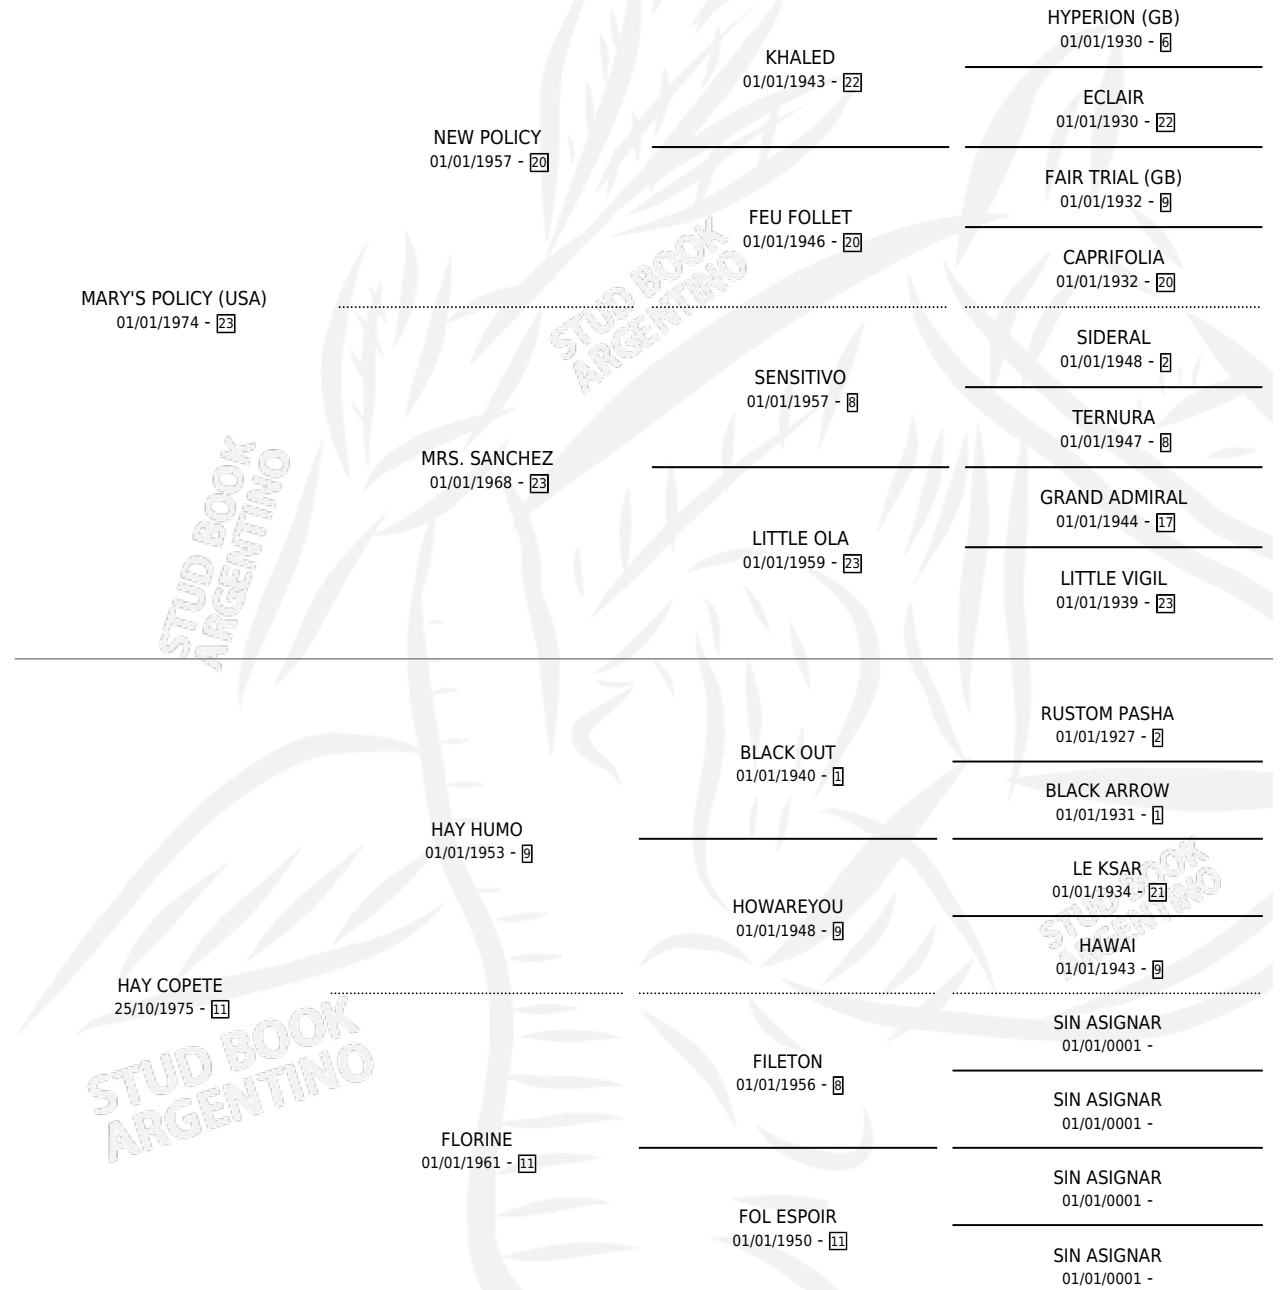 HYPERION (GB)
01/01/1930 - 6
KHALED
01/01/1943 - 22
ECLAIR
01/01/1930 - 22
NEW POLICY
01/01/1957 - 20
FAIR TRIAL (GB)
01/01/1932 - 9
FEU FOLLET
01/01/1946 - 20
CAPRIFOLIA
01/01/1932 - 20
MARY'S POLICY (USA)
01/01/1974 - 23
SIDERAL
01/01/1948 - 2
SENSITIVO
01/01/1957 - 8
TERNURA
01/01/1947 - 8
MRS. SANCHEZ
01/01/1968 - 23
GRAND ADMIRAL
01/01/1944 - 17
LITTLE OLA
01/01/1959 - 23
LITTLE VIGIL
01/01/1939 - 23
STUD BOOK
ARGENTINO
STUD BOOK
ARGENTINO
RUSTOM PASHA
01/01/1927 - 2
BLACK OUT
01/01/1940 - 1
BLACK ARROW
01/01/1931 - 1
HAY HUMO
01/01/1953 - 9
LE KSAR
01/01/1934 - 21
HOWAREYOU
01/01/1948 - 9
HAWAI
01/01/1943 - 9
HAY COPETE
25/10/1975 - 11
SIN ASIGNAR
01/01/0001 -
FILETON
01/01/1956 - 8
SIN ASIGNAR
01/01/0001 -
FLORINE
01/01/1961 - 11
SIN ASIGNAR
01/01/0001 -
FOL ESPOIR
01/01/1950 - 11
SIN ASIGNAR
01/01/0001 -
STUD BOOK
ARGENTINO
STUD BOOK
ARGENTINO